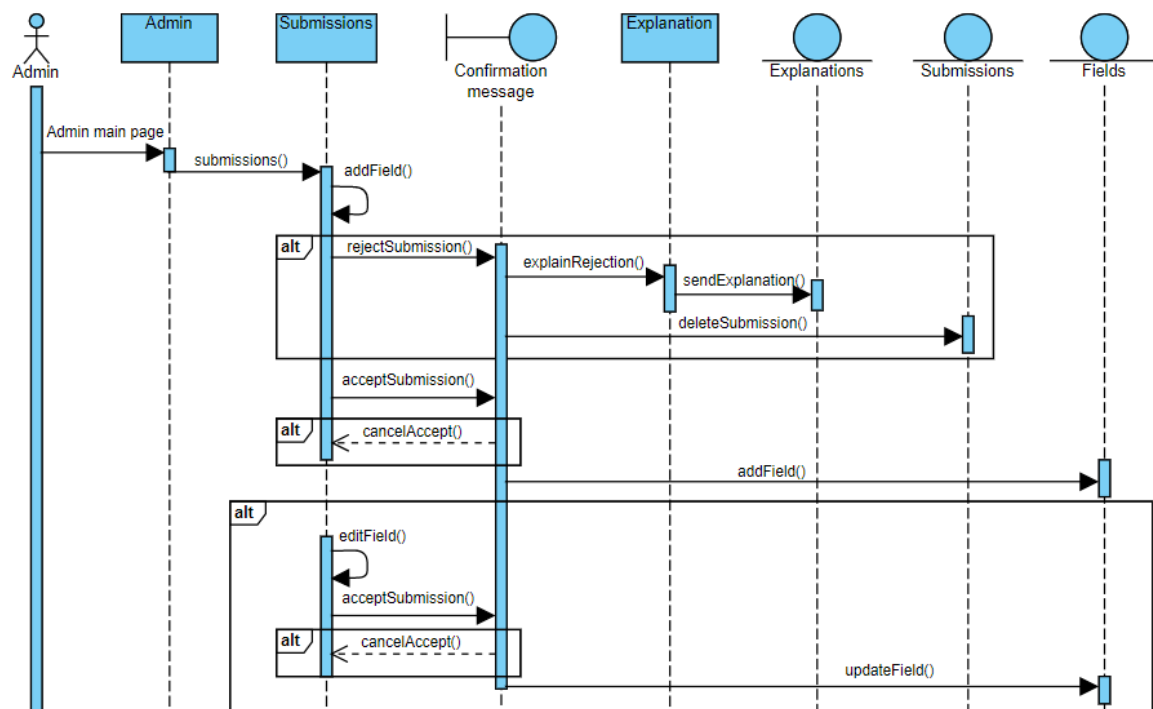 Admin
Submissions
Explanation
Admin
Confirmation
message
Explanations
Submissions
Fields
Admin main page
submissions()
addField()
alt
rejectSubmission()
explainRejection()
sendExplanation()
deleteSubmission()
acceptSubmission()
alt
cancelAccept()
addField()
alt
editField()
acceptSubmission()
alt
cancelAccept()
updateField()